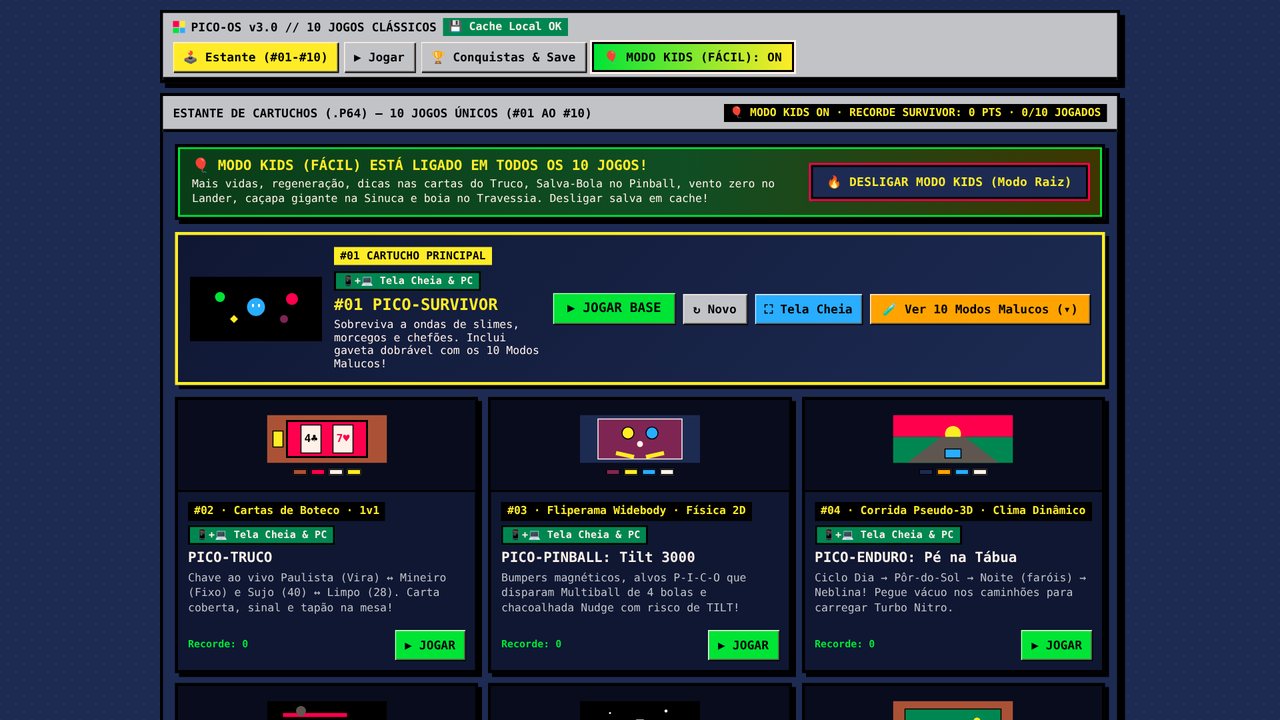 PICO-OS v3.0 // 10 JOGOS CLÁSSICOS 💾 Cache Local OK
🕹️ Estante (#01-#10) ▶ Jogar 🏆 Conquistas & Save 🎈 MODO KIDS (FÁCIL): ON
ESTANTE DE CARTUCHOS (.P64) — 10 JOGOS ÚNICOS (#01 AO #10) 🎈 MODO KIDS ON · RECORDE SURVIVOR: 0 PTS · 0/10 JOGADOS
🎈 MODO KIDS (FÁCIL) ESTÁ LIGADO EM TODOS OS 10 JOGOS!
Mais vidas, regeneração, dicas nas cartas do Truco, Salva-Bola no Pinball, vento zero no
Lander, caçapa gigante na Sinuca e boia no Travessia. Desligar salva em cache!
🔥 DESLIGAR MODO KIDS (Modo Raiz)
#01 CARTUCHO PRINCIPAL
📱+💻 Tela Cheia & PC
#01 PICO-SURVIVOR
Sobreviva a ondas de slimes,
morcegos e chefões. Inclui
gaveta dobrável com os 10 Modos
Malucos!
▶ JOGAR BASE ↻ Novo ⛶ Tela Cheia 🧪 Ver 10 Modos Malucos (▾)
4♣ 7♥
#02 · Cartas de Boteco · 1v1
📱+💻 Tela Cheia & PC
PICO-TRUCO
Chave ao vivo Paulista (Vira) ↔ Mineiro
(Fixo) e Sujo (40) ↔ Limpo (28). Carta
coberta, sinal e tapão na mesa!
Recorde: 0 ▶ JOGAR
#03 · Fliperama Widebody · Física 2D
📱+💻 Tela Cheia & PC
PICO-PINBALL: Tilt 3000
Bumpers magnéticos, alvos P-I-C-O que
disparam Multiball de 4 bolas e
chacoalhada Nudge com risco de TILT!
Recorde: 0 ▶ JOGAR
#04 · Corrida Pseudo-3D · Clima Dinâmico
📱+💻 Tela Cheia & PC
PICO-ENDURO: Pé na Tábua
Ciclo Dia → Pôr-do-Sol → Noite (faróis) →
Neblina! Pegue vácuo nos caminhões para
carregar Turbo Nitro.
Recorde: 0 ▶ JOGAR